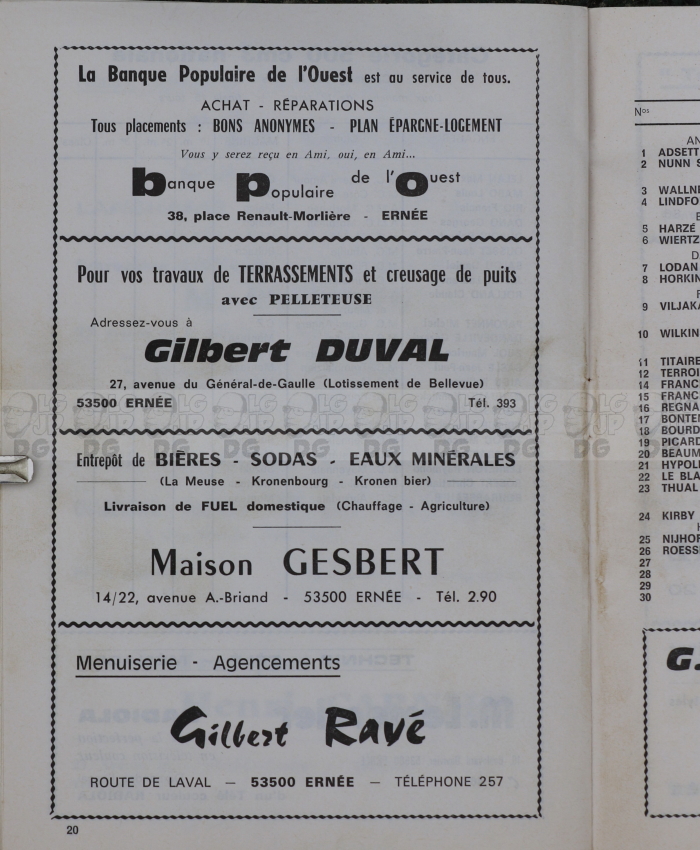 La Banque Populaire de l'Ouest est au service de tous.
ACHAT - RÉPARATIONS
Tous placements : BONS ANONYMES - PLAN ÉPARGNE-LOGEMENT
Vous y serez reçu en Ami, oui, en Ami...
banque populaire de l'ouest
38, place Renault-Morlière - ERNÉE
Pour vos travaux de TERRASSEMENTS et creusage de puits
avec PELLETEUSE
Adressez-vous à
Gilbert DUVAL
27, avenue du Général-de-Gaulle (Lotissement de Bellevue)
53500 ERNÉE Tél. 393
Entrepôt de BIÈRES - SODAS - EAUX MINÉRALES
(La Meuse - Kronenbourg - Kronen bier)
Livraison de FUEL domestique (Chauffage - Agriculture)
Maison GESBERT
14/22, avenue A.-Briand - 53500 ERNÉE - Tél. 2.90
Menuiserie - Agencements
Gilbert Ravé
ROUTE DE LAVAL — 53500 ERNÉE — TÉLÉPHONE 257
20
Nos
1 ADSETT
2 NUNN S
3 WALLNE
4 LINDFO
5 HARZÉ
6 WIERTZ
7 LODAN
8 HORKIN
9 VILJAKA
10 WILKIN
11 TITAIRE
12 TERROI
14 FRANC
15 FRANC
16 REGNA
17 BONTE
18 BOURD
19 PICARD
20 BEAUM
21 HYPOLI
22 LE BLA
23 THUAL
24 KIRBY
25 NIJHOF
26 ROESS
27
28
29
30
G.